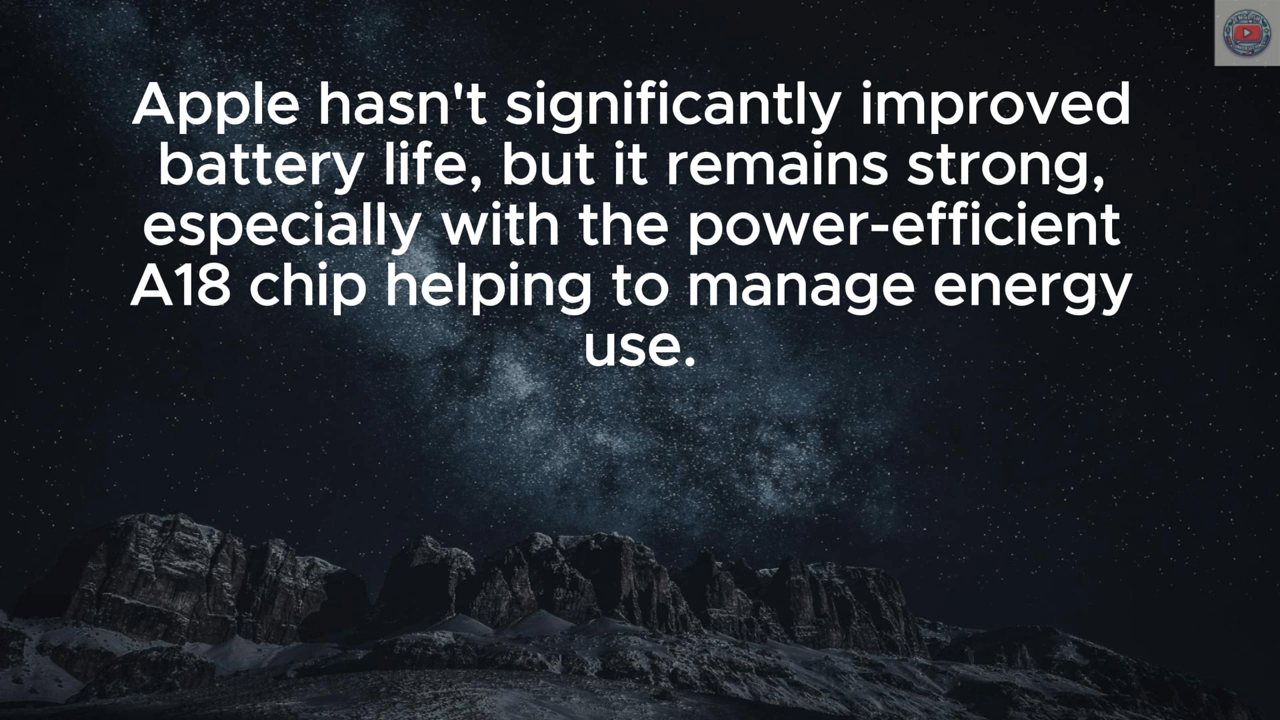 Apple hasn't significantly improved
battery life, but it remains strong,
especially with the power-efficient
A18 chip helping to manage energy
use.